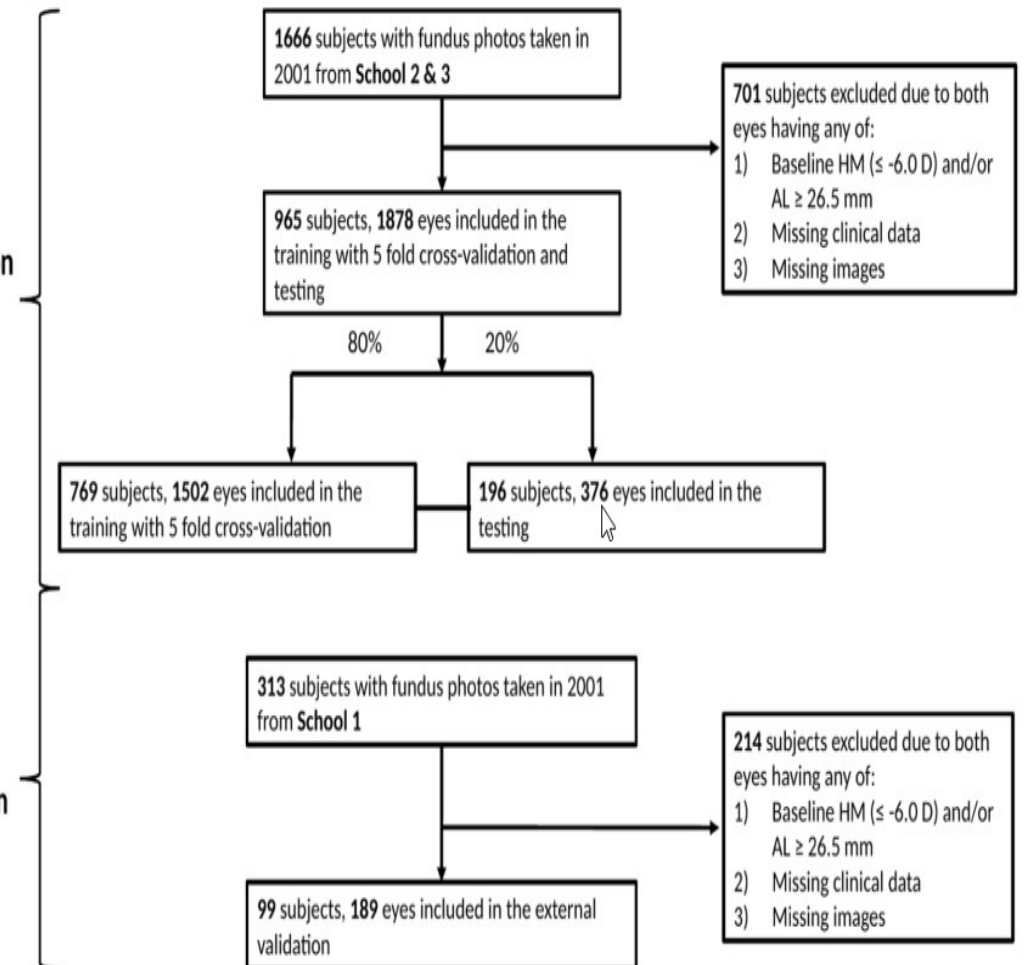 1666 subjects with fundus photos taken in
2001 from School 2 & 3
701 subjects excluded due to both
eyes having any of:
1) Baseline HM (≤ -6.0 D) and/or
AL ≥ 26.5 mm
2) Missing clinical data
3) Missing images
965 subjects, 1878 eyes included in the
training with 5 fold cross-validation and
testing
80% 20%
769 subjects, 1502 eyes included in the
training with 5 fold cross-validation
196 subjects, 376 eyes included in the
testing
313 subjects with fundus photos taken in 2001
from School 1
214 subjects excluded due to both
eyes having any of:
1) Baseline HM (≤ -6.0 D) and/or
AL ≥ 26.5 mm
2) Missing clinical data
3) Missing images
99 subjects, 189 eyes included in the external
validation